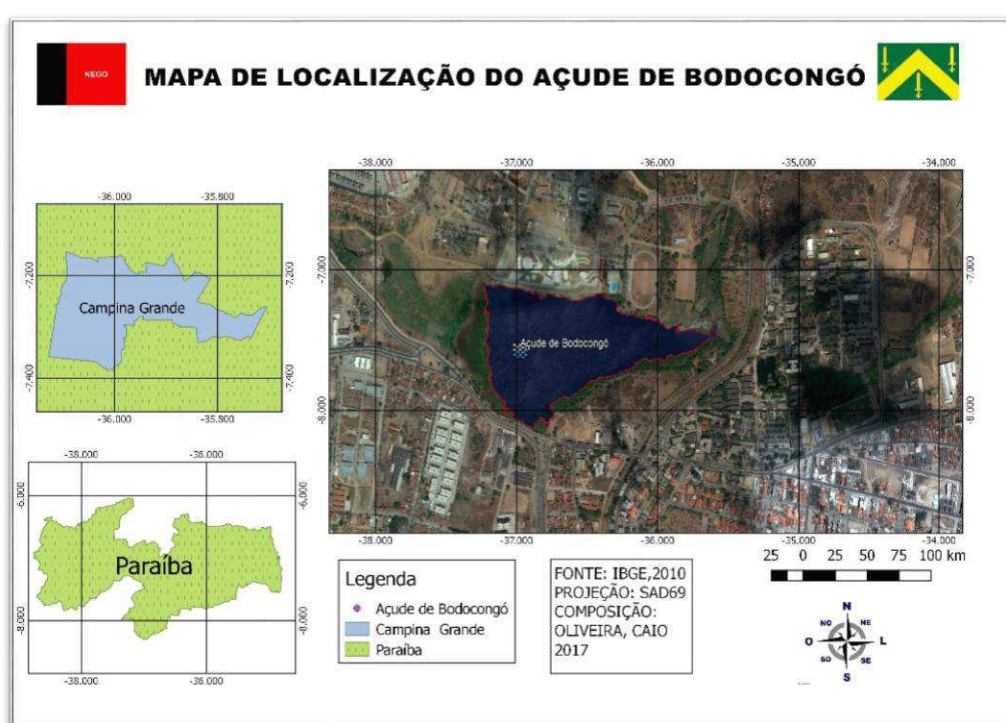 NEGO
MAPA DE LOCALIZAÇÃO DO AÇUDE DE BODOCONGÓ
-36.000 -35.800
-7.200 -7.200
Campina Grande
-7.400 -7.400
-36.000 -35.800
-38.000 -36.000
-6.000 -6.000
Paraíba
-8.000 -8.000
-38.000 -36.000
-38.000 -37.000 -36.000 -35.000 -34.000
-7.000 -7.000
Açude de Bodocongó
-8.000 -8.000
-38.000 -37.000 -36.000 -35.000 -34.000
Legenda
Açude de Bodocongó
Campina Grande
Paraíba
FONTE: IBGE,2010
PROJEÇÃO: SAD69
COMPOSIÇÃO:
OLIVEIRA, CAIO
2017
25 0 25 50 75 100 km
N
NO NE
O L
SO SE
S